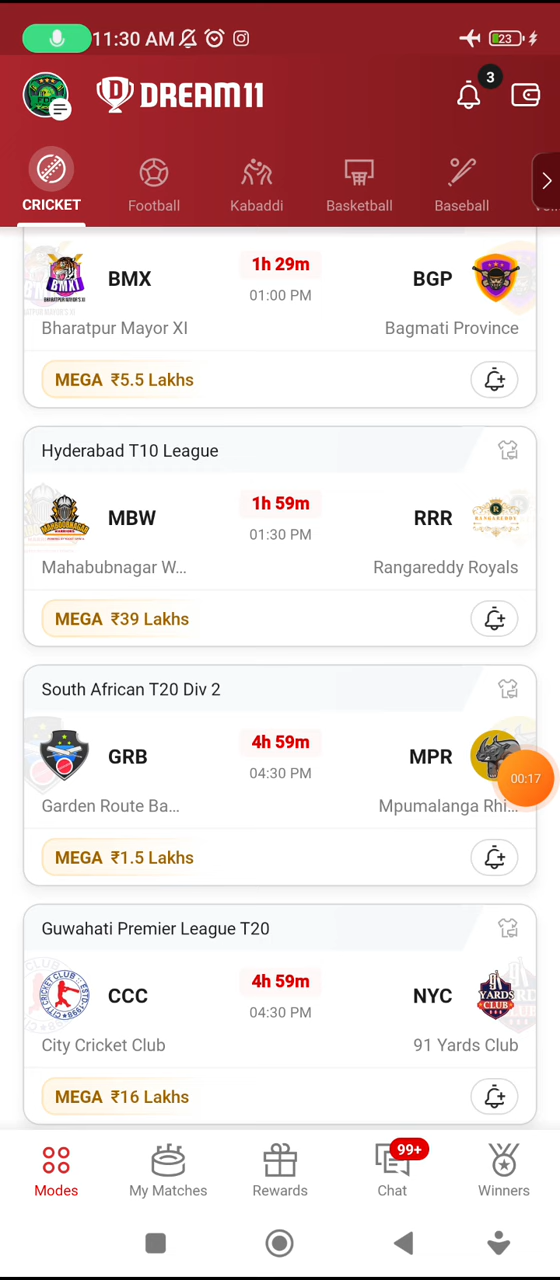 11:30 AM
23
DREAM11
3
CRICKET
Football
Kabaddi
Basketball
Baseball
BMX
1h 29m
BGP
01:00 PM
Bharatpur Mayor XI
Bagmati Province
MEGA ₹5.5 Lakhs
Hyderabad T10 League
MBW
1h 59m
RRR
01:30 PM
Mahabubnagar W...
Rangareddy Royals
MEGA ₹39 Lakhs
South African T20 Div 2
GRB
4h 59m
MPR
04:30 PM
00:17
Garden Route Ba...
Mpumalanga Rhi...
MEGA ₹1.5 Lakhs
Guwahati Premier League T20
CCC
4h 59m
NYC
04:30 PM
City Cricket Club
91 Yards Club
MEGA ₹16 Lakhs
99+
Modes
My Matches
Rewards
Chat
Winners